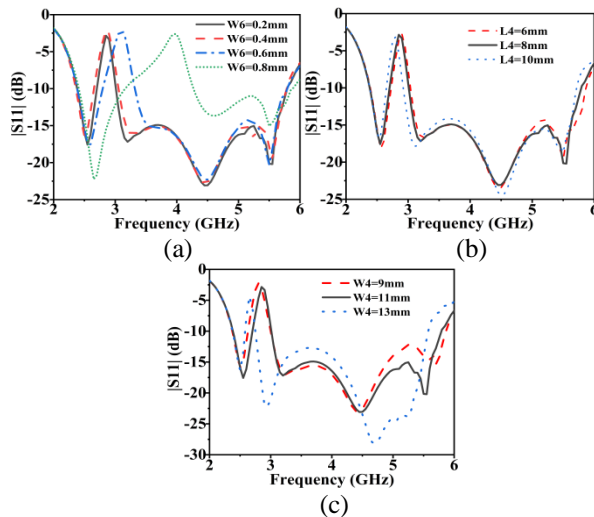 0
-5
-10
-15
-20
-25
|S11| (dB)
W6=0.2mm
W6=0.4mm
W6=0.6mm
W6=0.8mm
2 3 4 5 6
Frequency (GHz)
(a)
0
-5
-10
-15
-20
-25
|S11| (dB)
L4=6mm
L4=8mm
L4=10mm
2 3 4 5 6
Frequency (GHz)
(b)
0
-5
-10
-15
-20
-25
-30
|S11| (dB)
W4=9mm
W4=11mm
W4=13mm
2 3 4 5 6
Frequency (GHz)
(c)